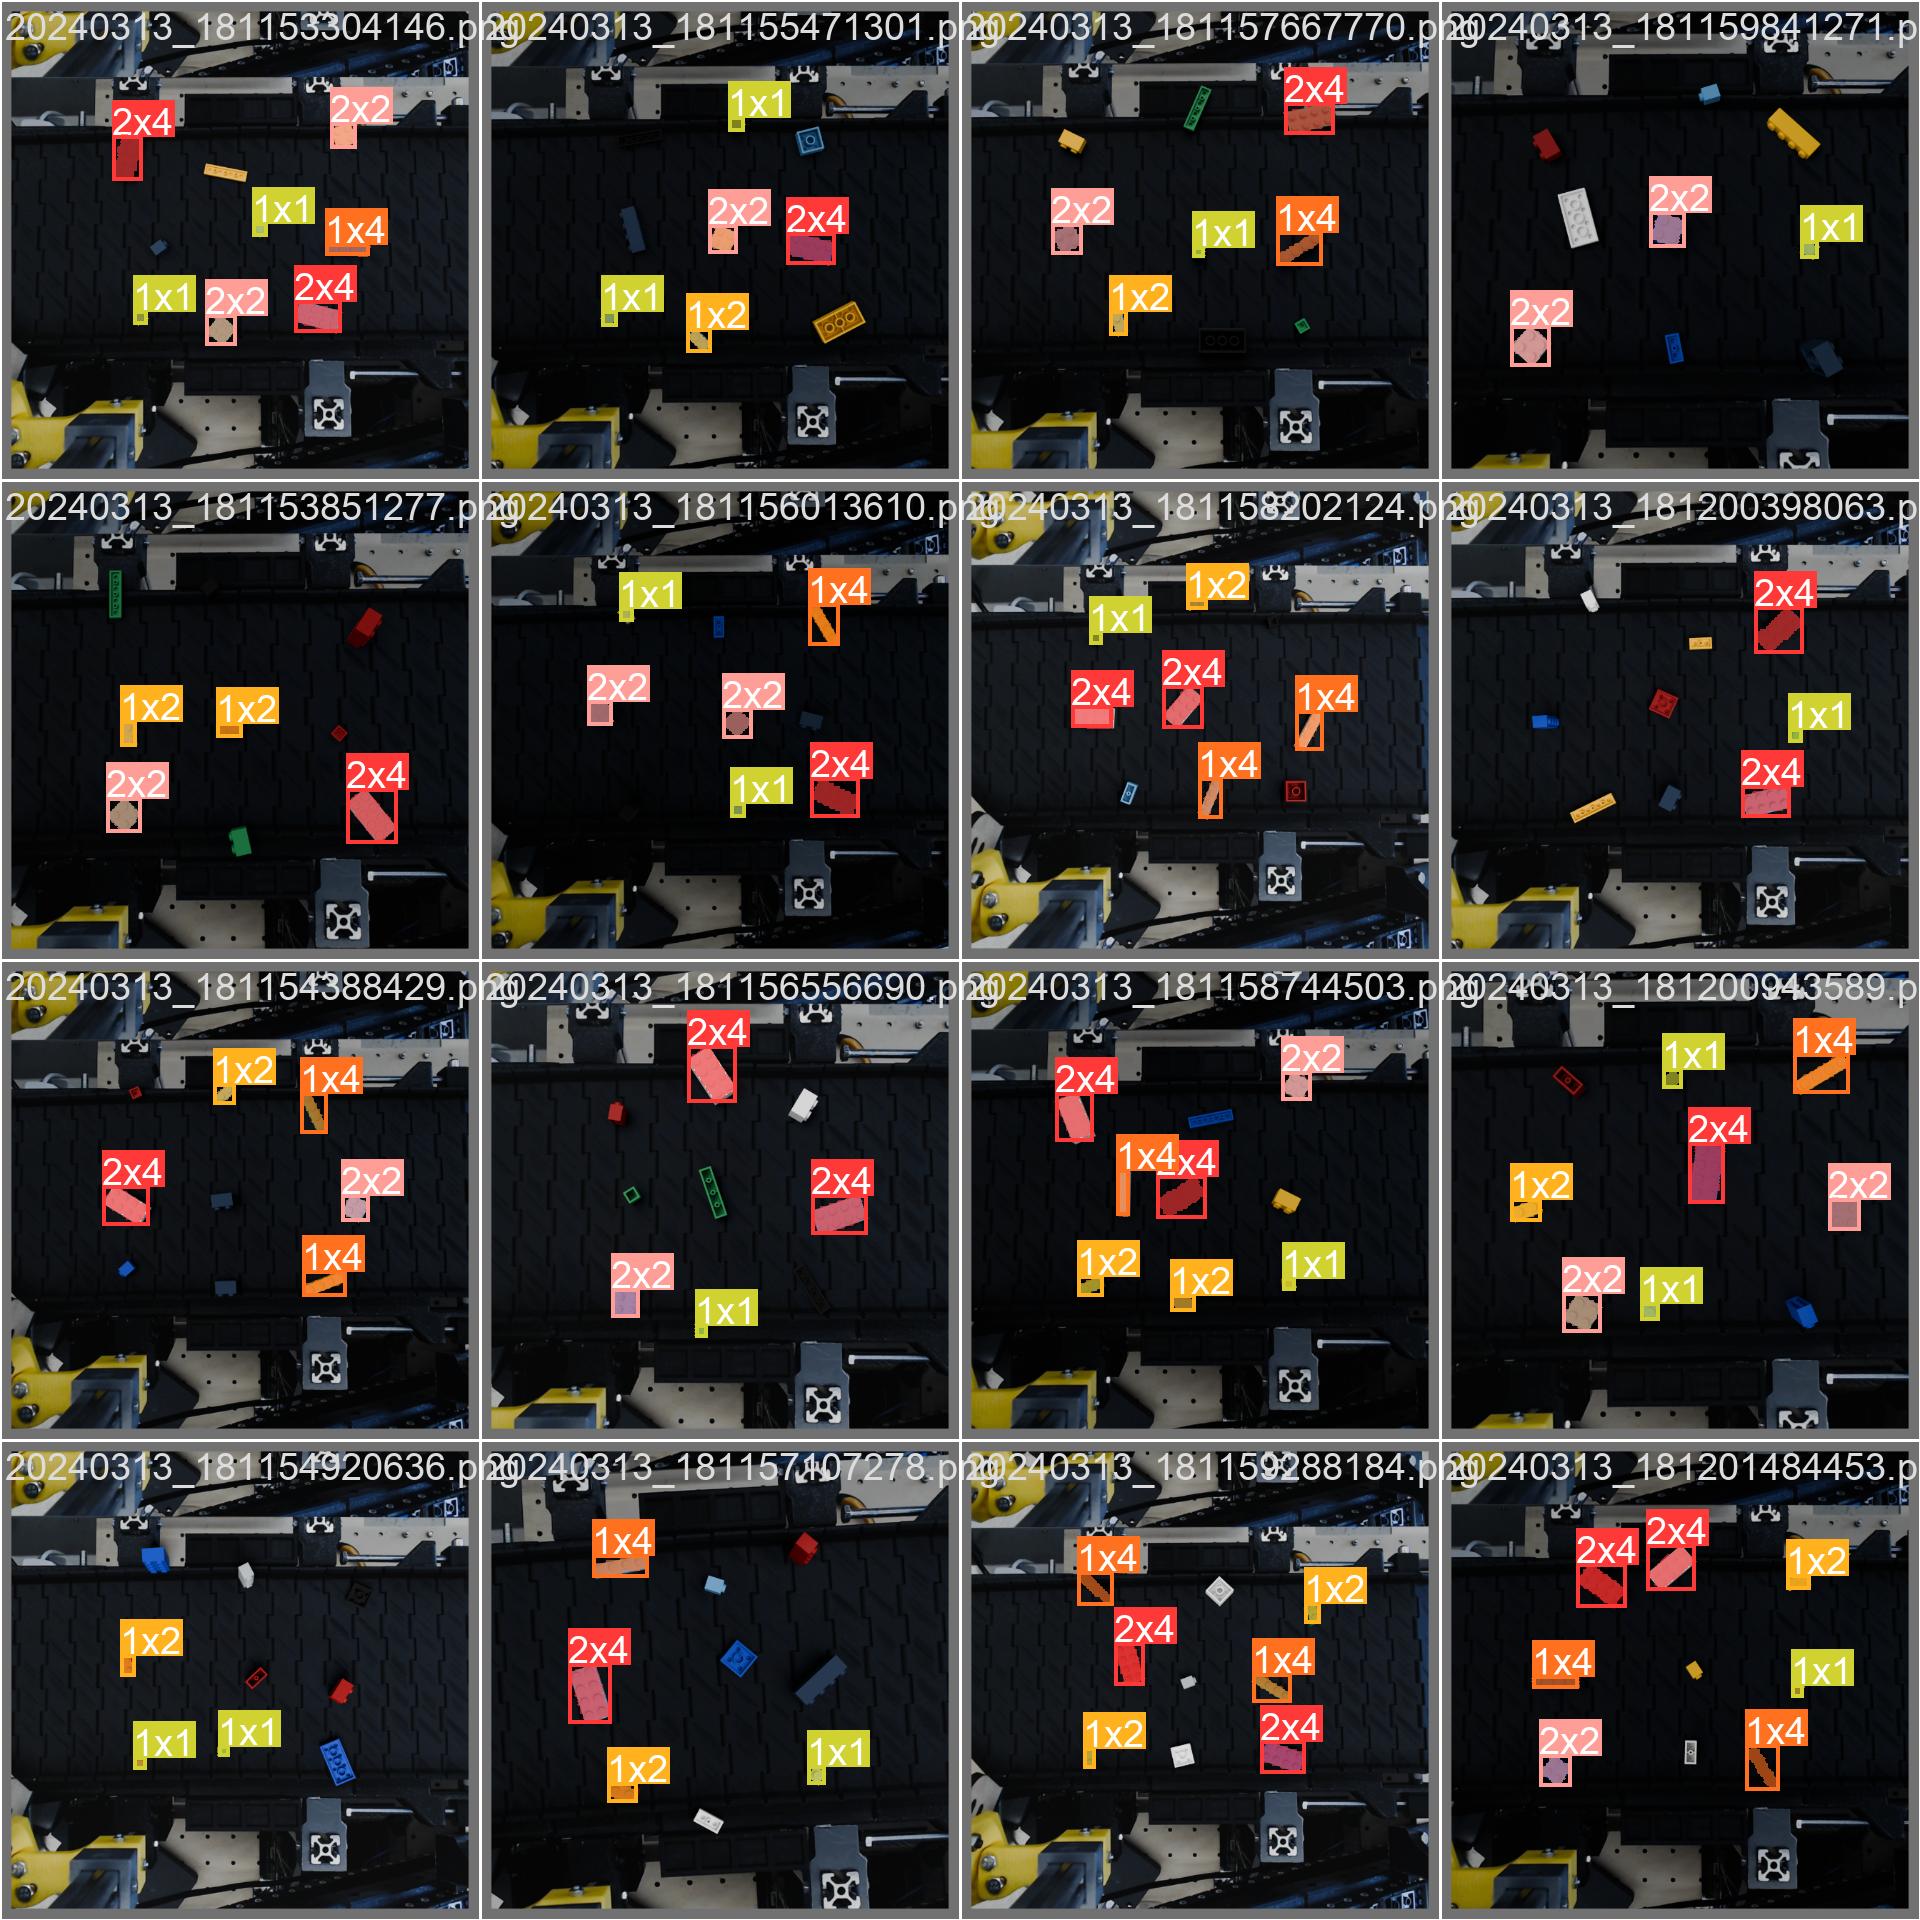 20240313_181153304146.png
2x4
2x2
1x1
1x4
1x1
2x2
2x4
20240313_181155471301.png
1x1
2x2
2x4
1x1
1x2
20240313_181157667770.png
2x4
2x2
1x1
1x4
1x2
20240313_181159841271.p
2x2
1x1
2x2
20240313_181153851277.png
1x2
1x2
2x2
2x4
20240313_181156013610.png
1x1
1x4
2x2
2x2
1x1
2x4
20240313_181158202124.png
1x2
1x1
2x4
2x4
1x4
1x4
20240313_181200398063.p
2x4
1x1
2x4
20240313_181154388429.png
1x2
1x4
2x4
2x2
1x4
20240313_181156556690.png
2x4
2x4
2x2
1x1
20240313_181158744503.png
2x4
2x2
1x4
2x4
1x2
1x2
1x1
20240313_181200943589.p
1x1
1x4
2x4
1x2
2x2
2x2
1x1
20240313_181154920636.png
1x2
1x1
1x1
20240313_181157107278.png
1x4
2x4
1x2
1x1
20240313_181159288184.png
1x4
1x2
2x4
1x4
1x2
2x4
20240313_181201484453.p
2x4
2x4
1x2
1x4
1x1
2x2
1x4